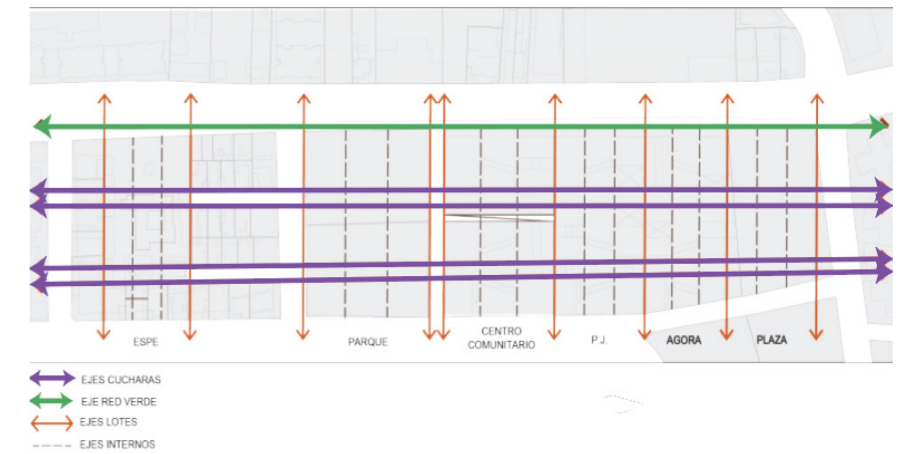 ESPE
PARQUE
CENTRO
COMUNITARIO
P.J.
AGORA
PLAZA
EJES CUCHARAS
EJE RED VERDE
EJES LOTES
EJES INTERNOS